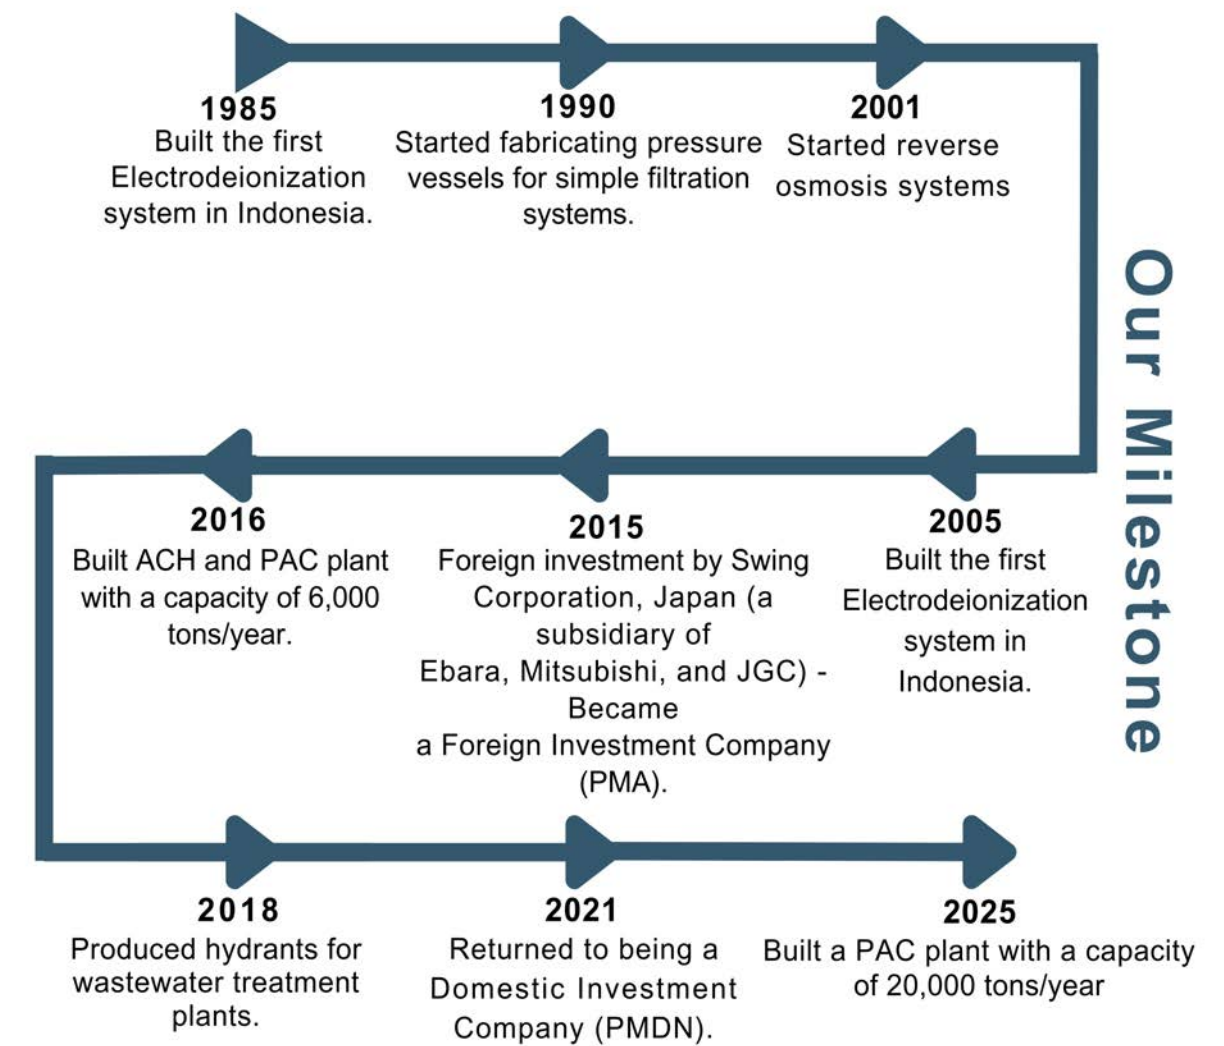 1985
Built the first
Electrodeionization
system in Indonesia.
1990
Started fabricating pressure
vessels for simple filtration
systems.
2001
Started reverse
osmosis systems
Our Milestone
2005
Built the first
Electrodeionization
system in
Indonesia.
2015
Foreign investment by Swing
Corporation, Japan (a
subsidiary of
Ebara, Mitsubishi, and JGC) -
Became
a Foreign Investment Company
(PMA).
2016
Built ACH and PAC plant
with a capacity of 6,000
tons/year.
2018
Produced hydrants for
wastewater treatment
plants.
2021
Returned to being a
Domestic Investment
Company (PMDN).
2025
Built a PAC plant with a capacity
of 20,000 tons/year